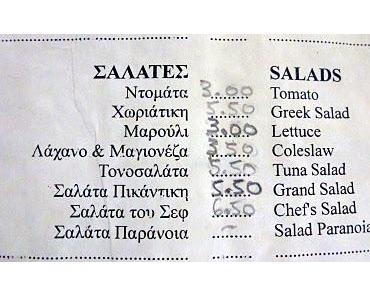 ΣΑΛΑΤΕΣ SALADS
Ντομάτα 3.00 Tomato
Χωριάτικη 5.50 Greek Salad
Μαρούλι 3.00 Lettuce
Λάχανο & Μαγιονέζα 3.50 Coleslaw
Τονοσαλάτα 5.50 Tuna Salad
Σαλάτα Πικάντικη 5.50 Grand Salad
Σαλάτα του Σεφ 6.50 Chef's Salad
Σαλάτα Παράνοια Salad Paranoia